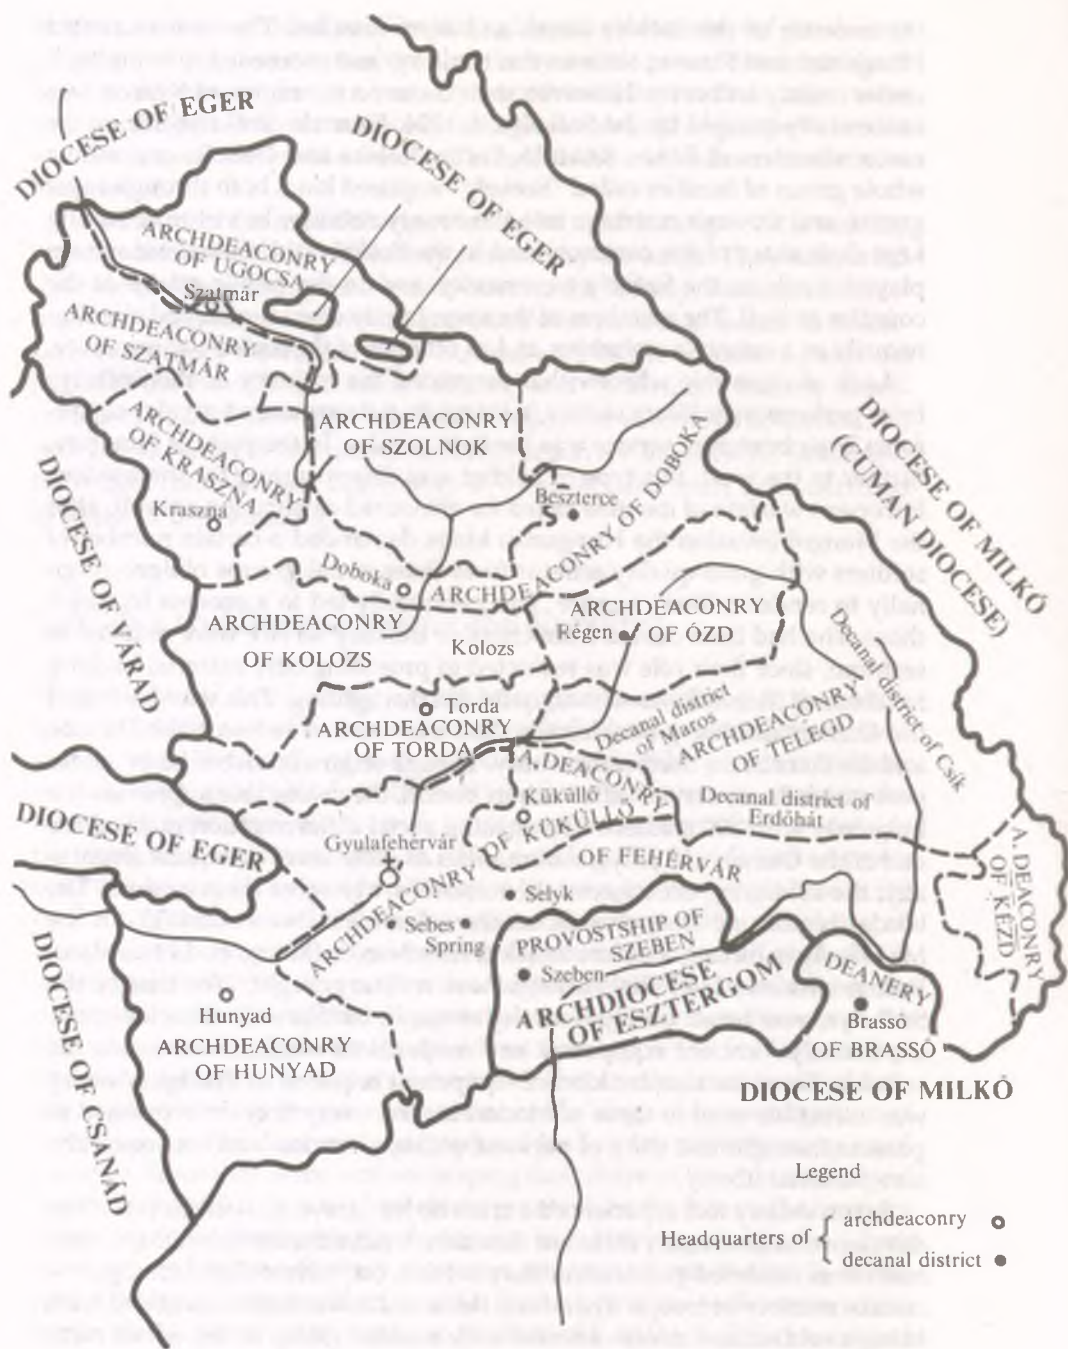 DIOCESE OF EGER
DIOCESE OF EGER
ARCHDEACONRY
OF UGOCSA
Szatmár
ARCHDEACONRY
OF SZATMÁR
ARCHDEACONRY
OF KRASZNA
Kraszna
ARCHDEACONRY
OF SZOLNOK
Beszterce
DIOCESE OF MILKÓ
(CUMAN DIOCESE)
DIOCESE OF VÁRAD
Doboka
ARCHDEACONRY OF DOBOKA
ARCHDEACONRY
OF KOLOZS
Kolozs
ARCHDEACONRY
OF ÓZD
Régen
Decanal district of Csík
Torda
ARCHDEACONRY
OF TORDA
Decanal district
of Maros
ARCHDEACONRY
OF TELEGD
DEACONRY
Küküllő
OF KÜKÜLLŐ
Decanal district of
Erdőhát
DIOCESE OF EGER
Gyulafehérvár
ARCHDEACONRY
OF FEHÉRVÁR
A. DEACONRY
OF KÉZD
Selyk
Sebes
Spring
PROVOSTSHIP OF
SZEBEN
Szeben
ARCHDIOCESE
OF ESZTERGOM
DEANERY
Brassó
OF BRASSÓ
DIOCESE OF CSANÁD
Hunyad
ARCHDEACONRY
OF HUNYAD
DIOCESE OF MILKÓ
Legend
Headquarters of
archdeaconry
decanal district